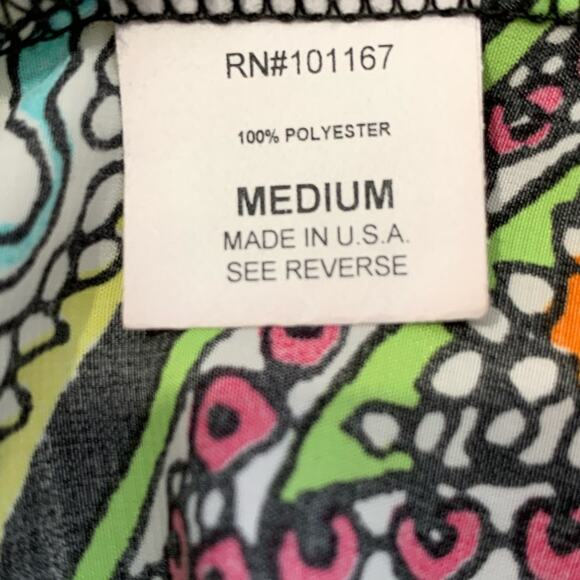 RN#101167
100% POLYESTER
MEDIUM
MADE IN U.S.A.
SEE REVERSE